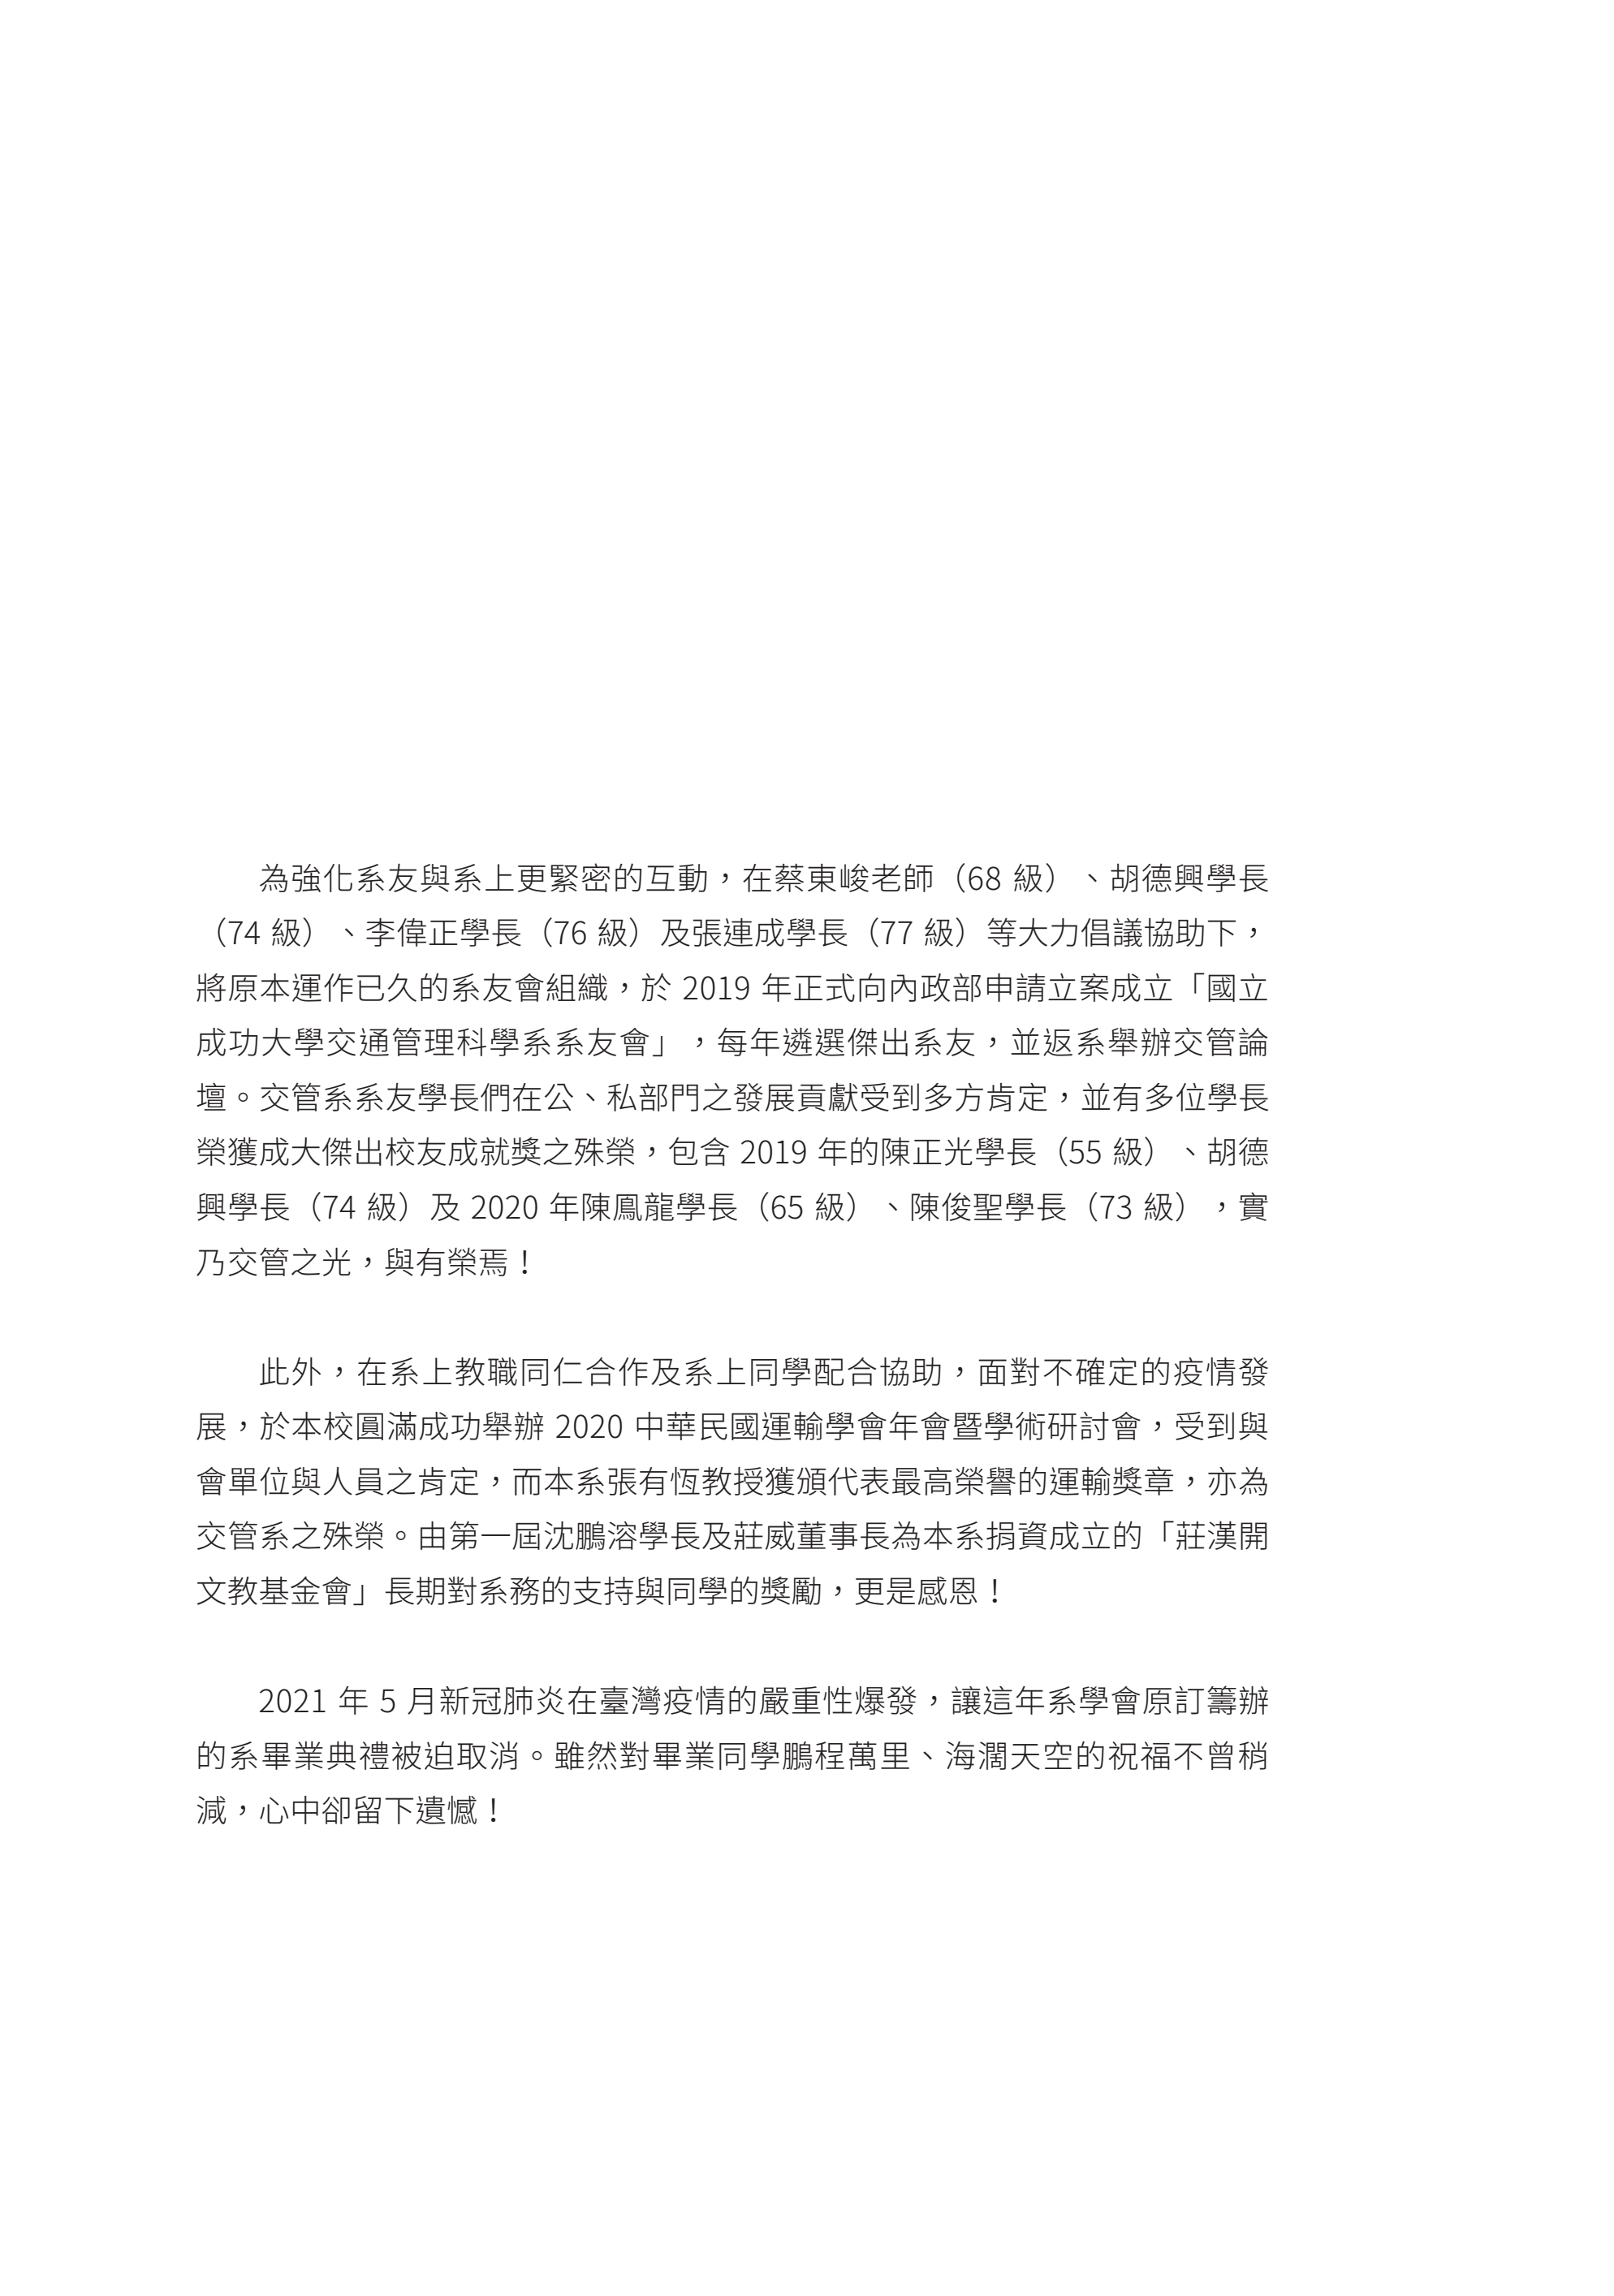 為強化系友與系上更緊密的互動，在蔡東峻老師（68 級）、胡德興學長
（74 級）、李偉正學長（76 級）及張連成學長（77 級）等大力倡議協助下，
將原本運作已久的系友會組織，於 2019 年正式向內政部申請立案成立「國立
成功大學交通管理科學系系友會」，每年遴選傑出系友，並返系舉辦交管論
壇。交管系系友學長們在公、私部門之發展貢獻受到多方肯定，並有多位學長
榮獲成大傑出校友成就獎之殊榮，包含 2019 年的陳正光學長（55 級）、胡德
興學長（74 級）及 2020 年陳鳳龍學長（65 級）、陳俊聖學長（73 級），實
乃交管之光，與有榮焉！
此外，在系上教職同仁合作及系上同學配合協助，面對不確定的疫情發
展，於本校圓滿成功舉辦 2020 中華民國運輸學會年會暨學術研討會，受到與
會單位與人員之肯定，而本系張有恆教授獲頒代表最高榮譽的運輸獎章，亦為
交管系之殊榮。由第一屆沈鵬溶學長及莊威董事長為本系捐資成立的「莊漢開
文教基金會」長期對系務的支持與同學的獎勵，更是感恩！
2021 年 5 月新冠肺炎在臺灣疫情的嚴重性爆發，讓這年系學會原訂籌辦
的系畢業典禮被迫取消。雖然對畢業同學鵬程萬里、海濶天空的祝福不曾稍
減，心中卻留下遺憾！